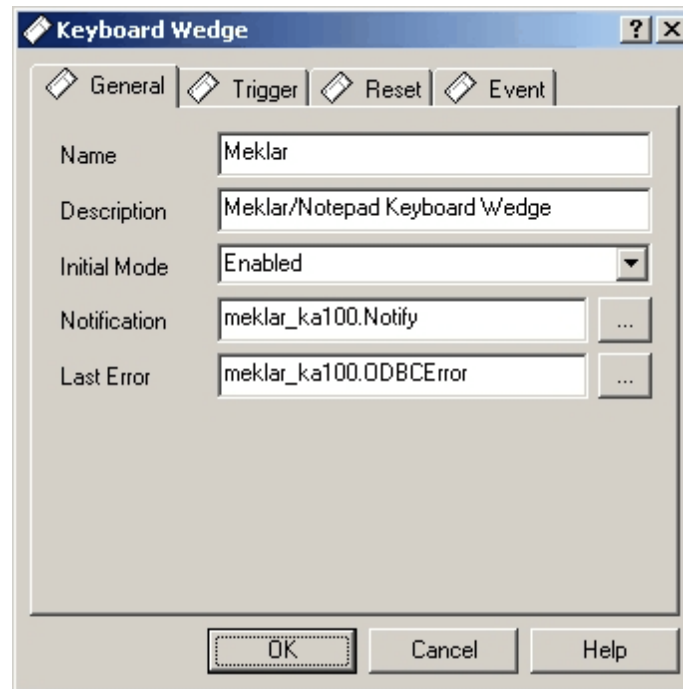 Keyboard Wedge
General Trigger Reset Event
Name Meklar
Description Meklar/Notepad Keyboard Wedge
Initial Mode Enabled
Notification meklar_ka100.Notify ...
Last Error meklar_ka100.ODBCError ...
OK Cancel Help